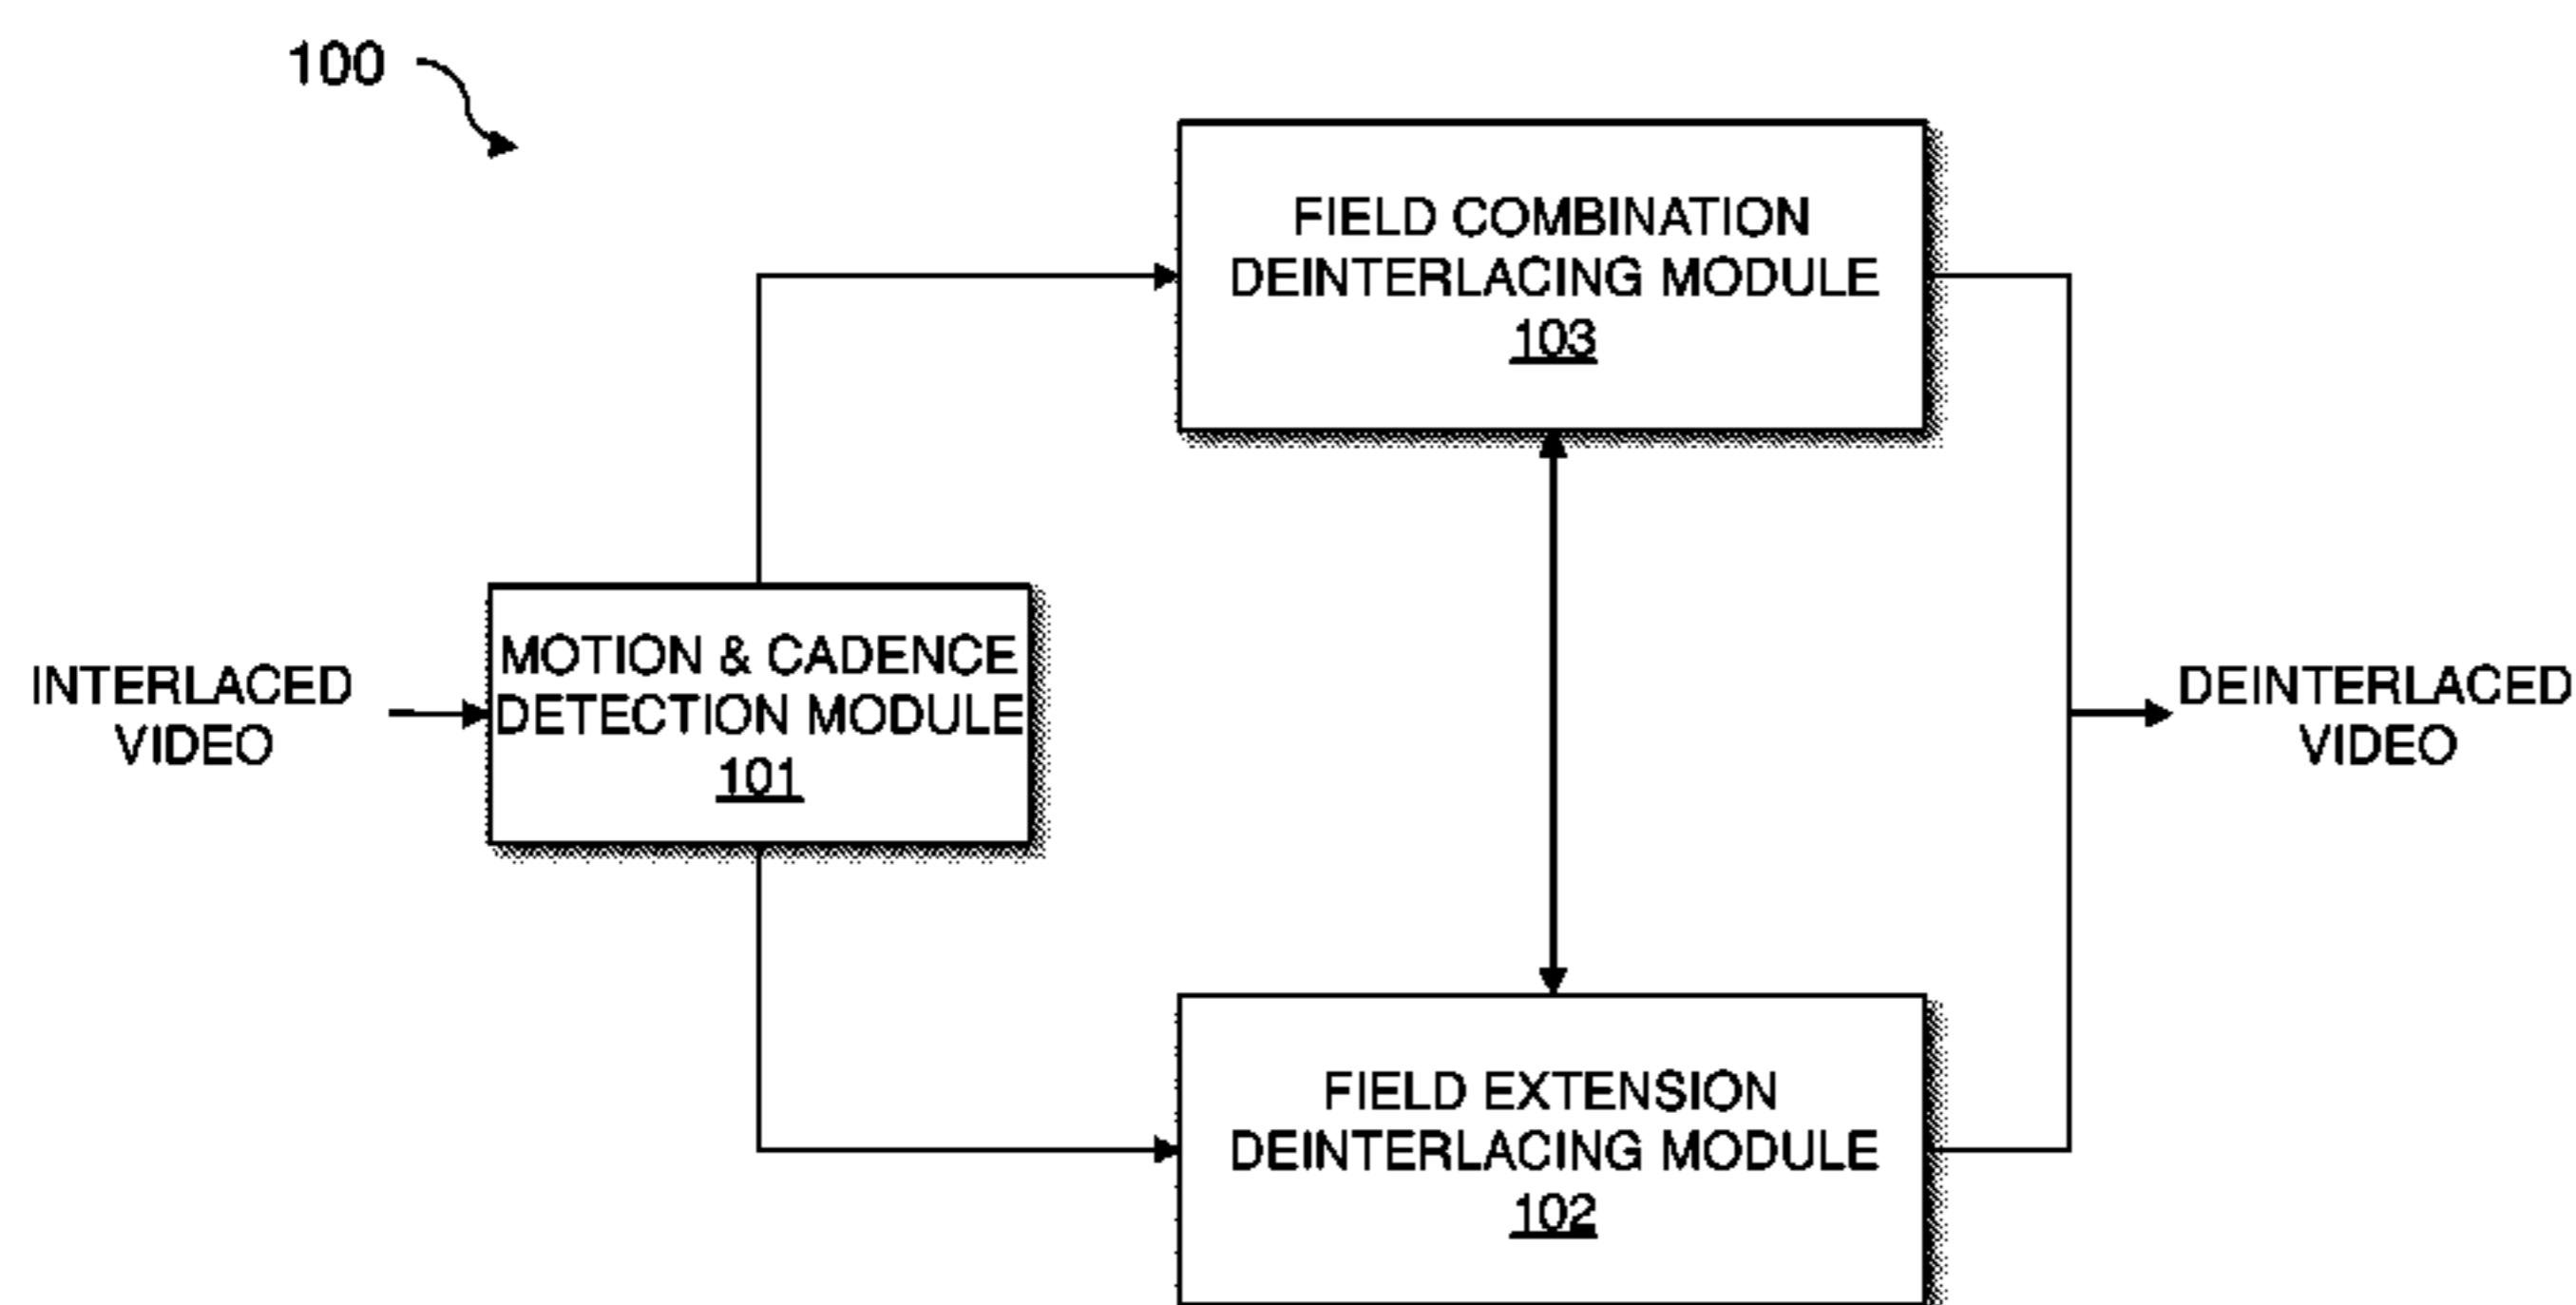 100
FIELD COMBINATION
DEINTERLACING MODULE
103
INTERLACED
VIDEO
MOTION & CADENCE
DETECTION MODULE
101
DEINTERLACED
VIDEO
FIELD EXTENSION
DEINTERLACING MODULE
102